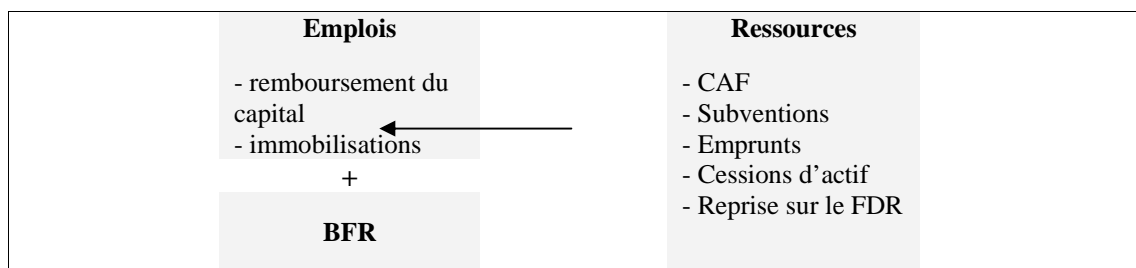 Emplois
- remboursement du
capital
- immobilisations
+
BFR
Ressources
- CAF
- Subventions
- Emprunts
- Cessions d'actif
- Reprise sur le FDR